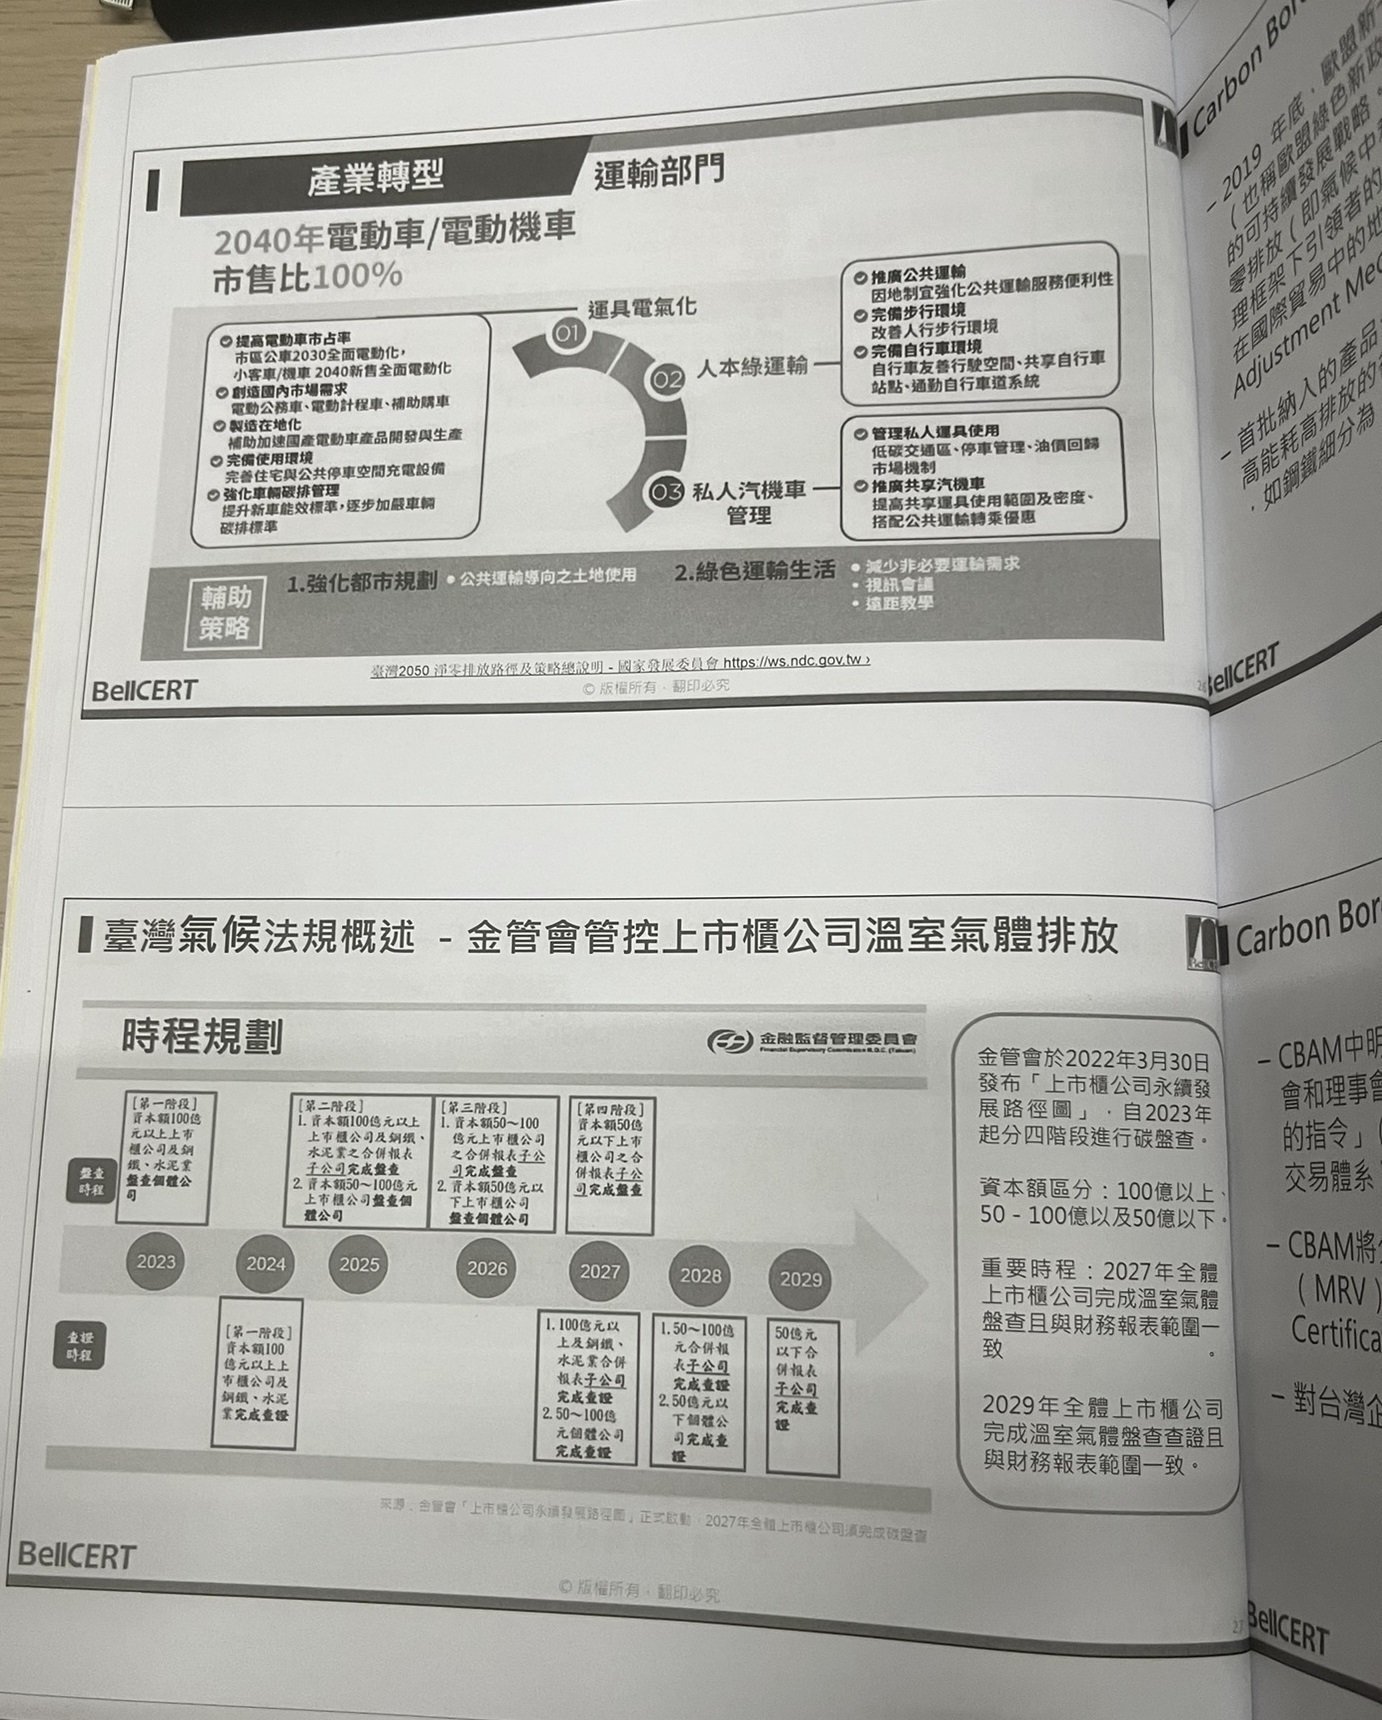 產業轉型
運輸部門
2040年電動車/電動機車
市售比100%
01
運具電氣化
提高電動車市占率
市區公車2030全面電動化,
小客車/機車 2040新售全面電動化
創造國內市場需求
電動公務車、電動計程車、補助購車
製造在地化
補助加速國產電動車產品開發與生產
完備使用環境
完善住宅與公共停車空間充電設備
強化車輛碳排管理
提升新車能效標準,逐步加嚴車輛
碳排標準
02
人本綠運輸
推廣公共運輸
因地制宜強化公共運輸服務便利性
完備步行環境
改善人行步行環境
完備自行車環境
自行車友善行駛空間、共享自行車
站點、通勤自行車道系統
03
私人汽機車
管理
管理私人運具使用
低碳交通區、停車管理、油價回歸
市場機制
推廣共享汽機車
提高共享運具使用範圍及密度、
搭配公共運輸轉乘優惠
輔助
策略
1.強化都市規劃
• 公共運輸導向之土地使用
2.綠色運輸生活
• 減少非必要運輸需求
• 視訊會議
• 遠距教學
臺灣2050 淨零排放路徑及策略總說明 - 國家發展委員會 https://ws.ndc.gov.tw ›
BellCERT
© 版權所有．翻印必究
臺灣氣候法規概述 - 金管會管控上市櫃公司溫室氣體排放
時程規劃
金融監督管理委員會
Financial Supervisory Commission R.O.C. (Taiwan)
盤查
時程
[第一階段]
資本額100億
元以上上市
櫃公司及鋼
鐵、水泥業
盤查個體公
司
[第二階段]
1.資本額100億元以上
上市櫃公司及鋼鐵、
水泥業之合併報表
子公司完成盤查
2.資本額50～100億元
上市櫃公司盤查個
體公司
[第三階段]
1.資本額50～100
億元上市櫃公司
之合併報表子公
司完成盤查
2.資本額50億元以
下上市櫃公司
盤查個體公司
[第四階段]
資本額50億
元以下上市
櫃公司之合
併報表子公
司完成盤查
2023
2024
2025
2026
2027
2028
2029
查證
時程
[第一階段]
資本額100
億元以上上
市櫃公司及
鋼鐵、水泥
業完成查證
1.100億元以
上及鋼鐵、
水泥業合併
報表子公司
完成查證
2.50～100億
元個體公司
完成查證
1.50～100億
元合併報
表子公司
完成查證
2.50億元以
下個體公
司完成查
證
50億元
以下合
併報表
子公司
完成查
證
金管會於2022年3月30日
發布「上市櫃公司永續發
展路徑圖」，自2023年
起分四階段進行碳盤查。
資本額區分：100億以上、
50 - 100億以及50億以下。
重要時程：2027年全體
上市櫃公司完成溫室氣體
盤查且與財務報表範圍一
致。
2029年全體上市櫃公司
完成溫室氣體盤查查證且
與財務報表範圍一致。
來源：金管會「上市櫃公司永續發展路徑圖」正式啟動，2027年全體上市櫃公司須完成碳盤查
BellCERT
© 版權所有．翻印必究
27
Carbon Bor
– 2019 年底，歐盟新
（也稱歐盟綠色新政
的可持續發展戰略。
零排放（即氣候中
理框架下引領者的
在國際貿易中的地
Adjustment Mec
– 首批納入的產品
高能耗高排放的
，如鋼鐵細分為
BellCERT
Carbon Bor
– CBAM中明
會和理事會
的指令」（
交易體系
– CBAM將
（MRV）
Certifica
– 對台灣企
BellCERT